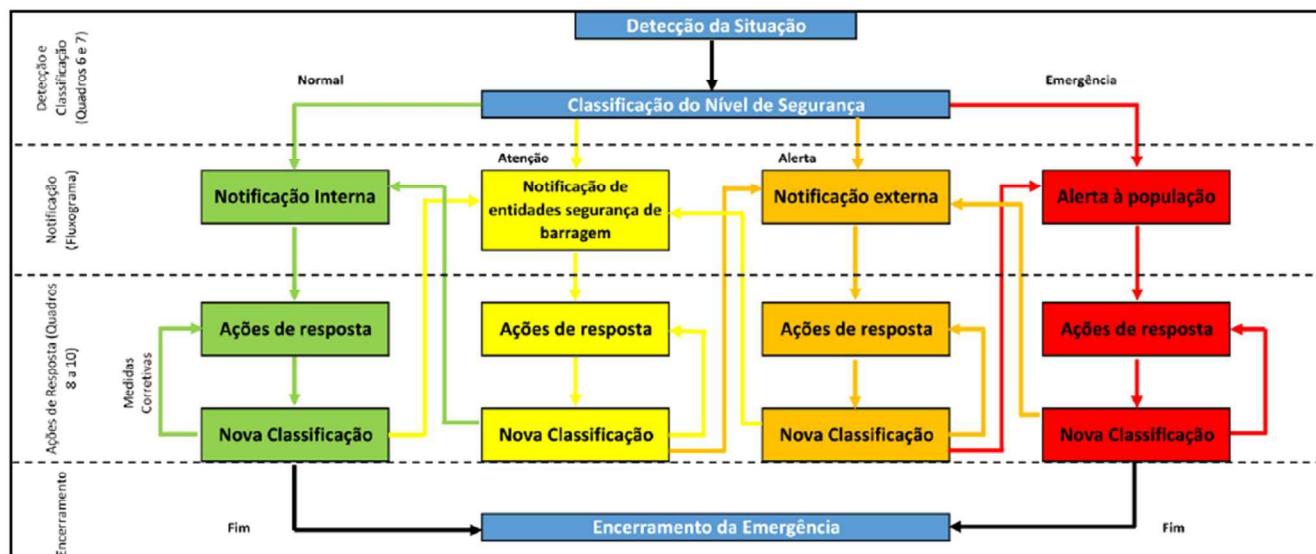 Detecção da Situação
Detecção e
Classificação
(Quadros 6 e 7)
Normal
Emergência
Classificação do Nível de Segurança
Atenção
Alerta
Notificação
(Fluxograma)
Notificação Interna
Notificação de
entidades segurança de
barragem
Notificação externa
Alerta à população
Ações de Resposta (Quadros
8 a 10)
Medidas
Corretivas
Ações de resposta
Ações de resposta
Ações de resposta
Ações de resposta
Nova Classificação
Nova Classificação
Nova Classificação
Nova Classificação
Encerramento
Fim
Encerramento da Emergência
Fim